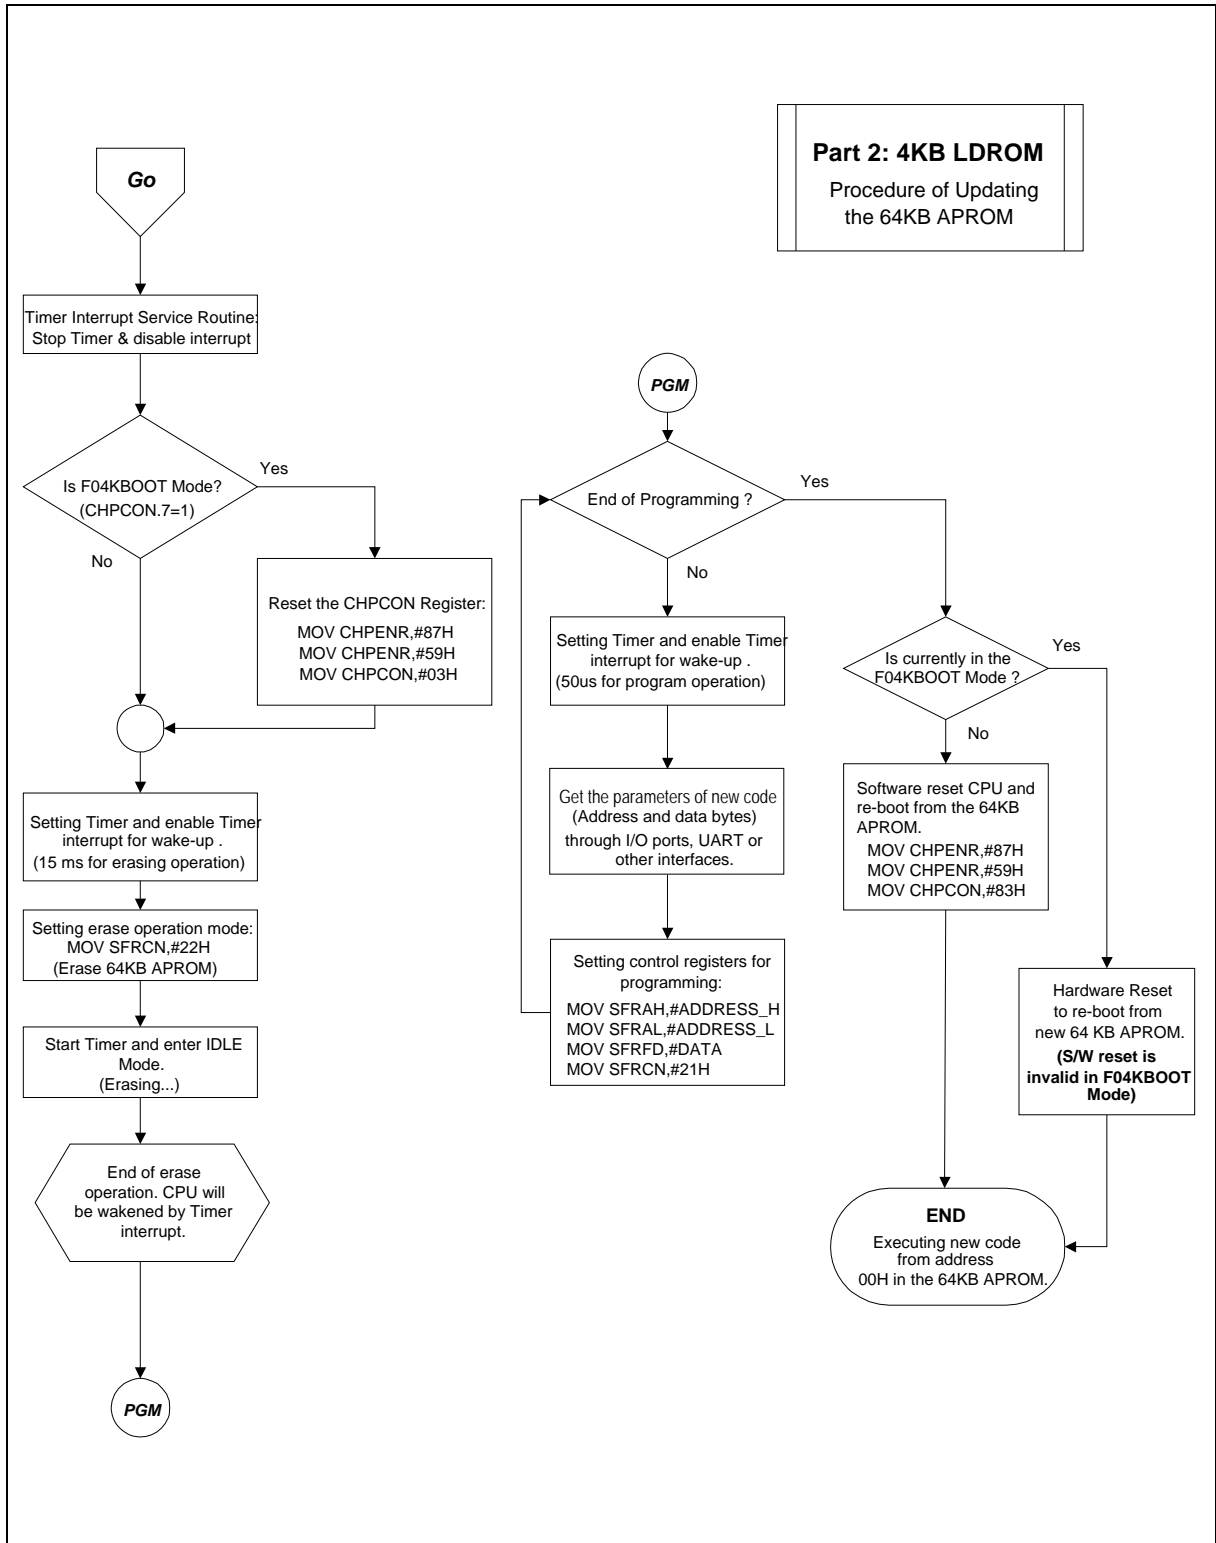 Part 2: 4KB LDROM
Procedure of Updating
the 64KB APROM
Go
Timer Interrupt Service Routine:
Stop Timer & disable interrupt
Is F04KBOOT Mode?
(CHPCON.7=1)
Yes
No
Reset the CHPCON Register:
MOV CHPENR,#87H
MOV CHPENR,#59H
MOV CHPCON,#03H
Setting Timer and enable Timer
interrupt for wake-up .
(15 ms for erasing operation)
Setting erase operation mode:
MOV SFRCN,#22H
(Erase 64KB APROM)
Start Timer and enter IDLE
Mode.
(Erasing...)
End of erase
operation. CPU will
be wakened by Timer
interrupt.
PGM
PGM
End of Programming ?
Yes
No
Setting Timer and enable Timer
interrupt for wake-up .
(50us for program operation)
Get the parameters of new code
(Address and data bytes)
through I/O ports, UART or
other interfaces.
Setting control registers for
programming:
MOV SFRAH,#ADDRESS_H
MOV SFRAL,#ADDRESS_L
MOV SFRFD,#DATA
MOV SFRCN,#21H
Is currently in the
F04KBOOT Mode ?
Yes
No
Software reset CPU and
re-boot from the 64KB
APROM.
MOV CHPENR,#87H
MOV CHPENR,#59H
MOV CHPCON,#83H
Hardware Reset
to re-boot from
new 64 KB APROM.
(S/W reset is
invalid in F04KBOOT
Mode)
END
Executing new code
from address
00H in the 64KB APROM.